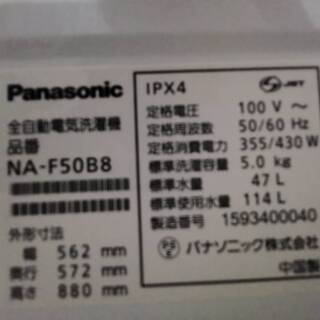 Panasonic
全自動電気洗濯機
品番
NA-F50B8
外形寸法
幅 562 mm
奥行 572 mm
高さ 880 mm
IPX4
JET
定格電圧 100 V ～
定格周波数 50/60 Hz
定格消費電力 355/430 W
標準洗濯容量 5.0 kg
標準水量 47 L
標準使用水量 114 L
製造番号 1593400040
PSE パナソニック株式会社
中国製